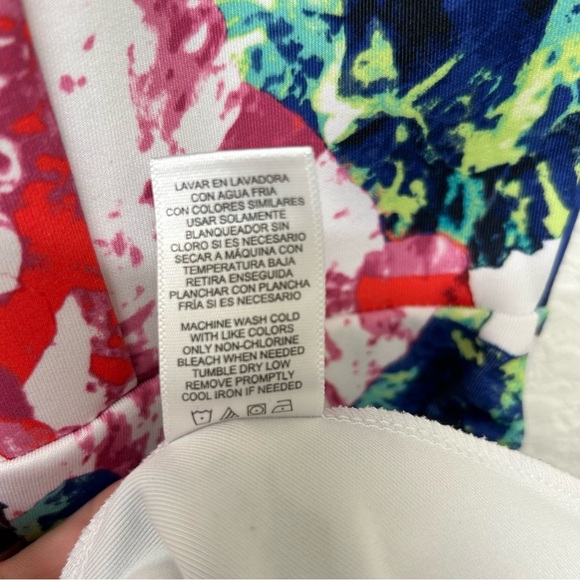 LAVAR EN LAVADORA
CON AGUA FRIA
CON COLORES SIMILARES
USAR SOLAMENTE
BLANQUEADOR SIN
CLORO SI ES NECESARIO
SECAR A MÁQUINA CON
TEMPERATURA BAJA
RETIRA ENSEGUIDA
PLANCHAR CON PLANCHA
FRÍA SI ES NECESARIO
MACHINE WASH COLD
WITH LIKE COLORS
ONLY NON-CHLORINE
BLEACH WHEN NEEDED
TUMBLE DRY LOW
REMOVE PROMPTLY
COOL IRON IF NEEDED